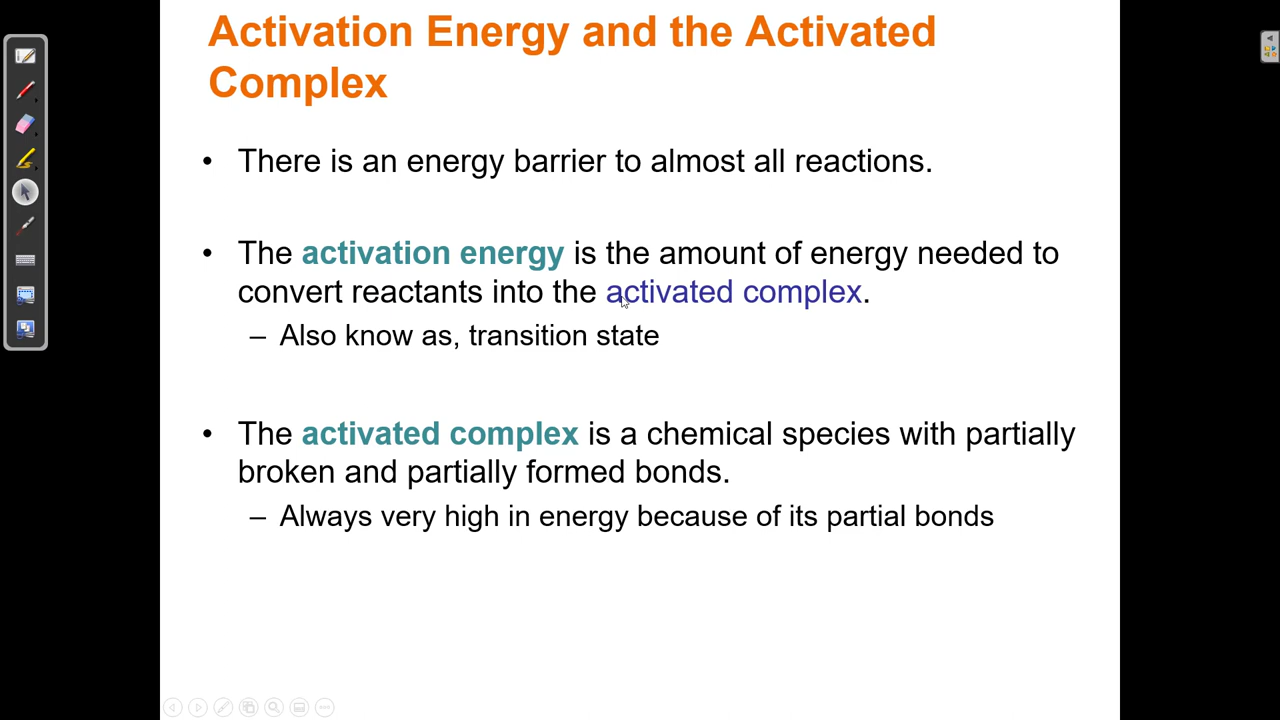 Activation Energy and the Activated
Complex
• There is an energy barrier to almost all reactions.
• The activation energy is the amount of energy needed to
convert reactants into the activated complex.
– Also know as, transition state
• The activated complex is a chemical species with partially
broken and partially formed bonds.
– Always very high in energy because of its partial bonds